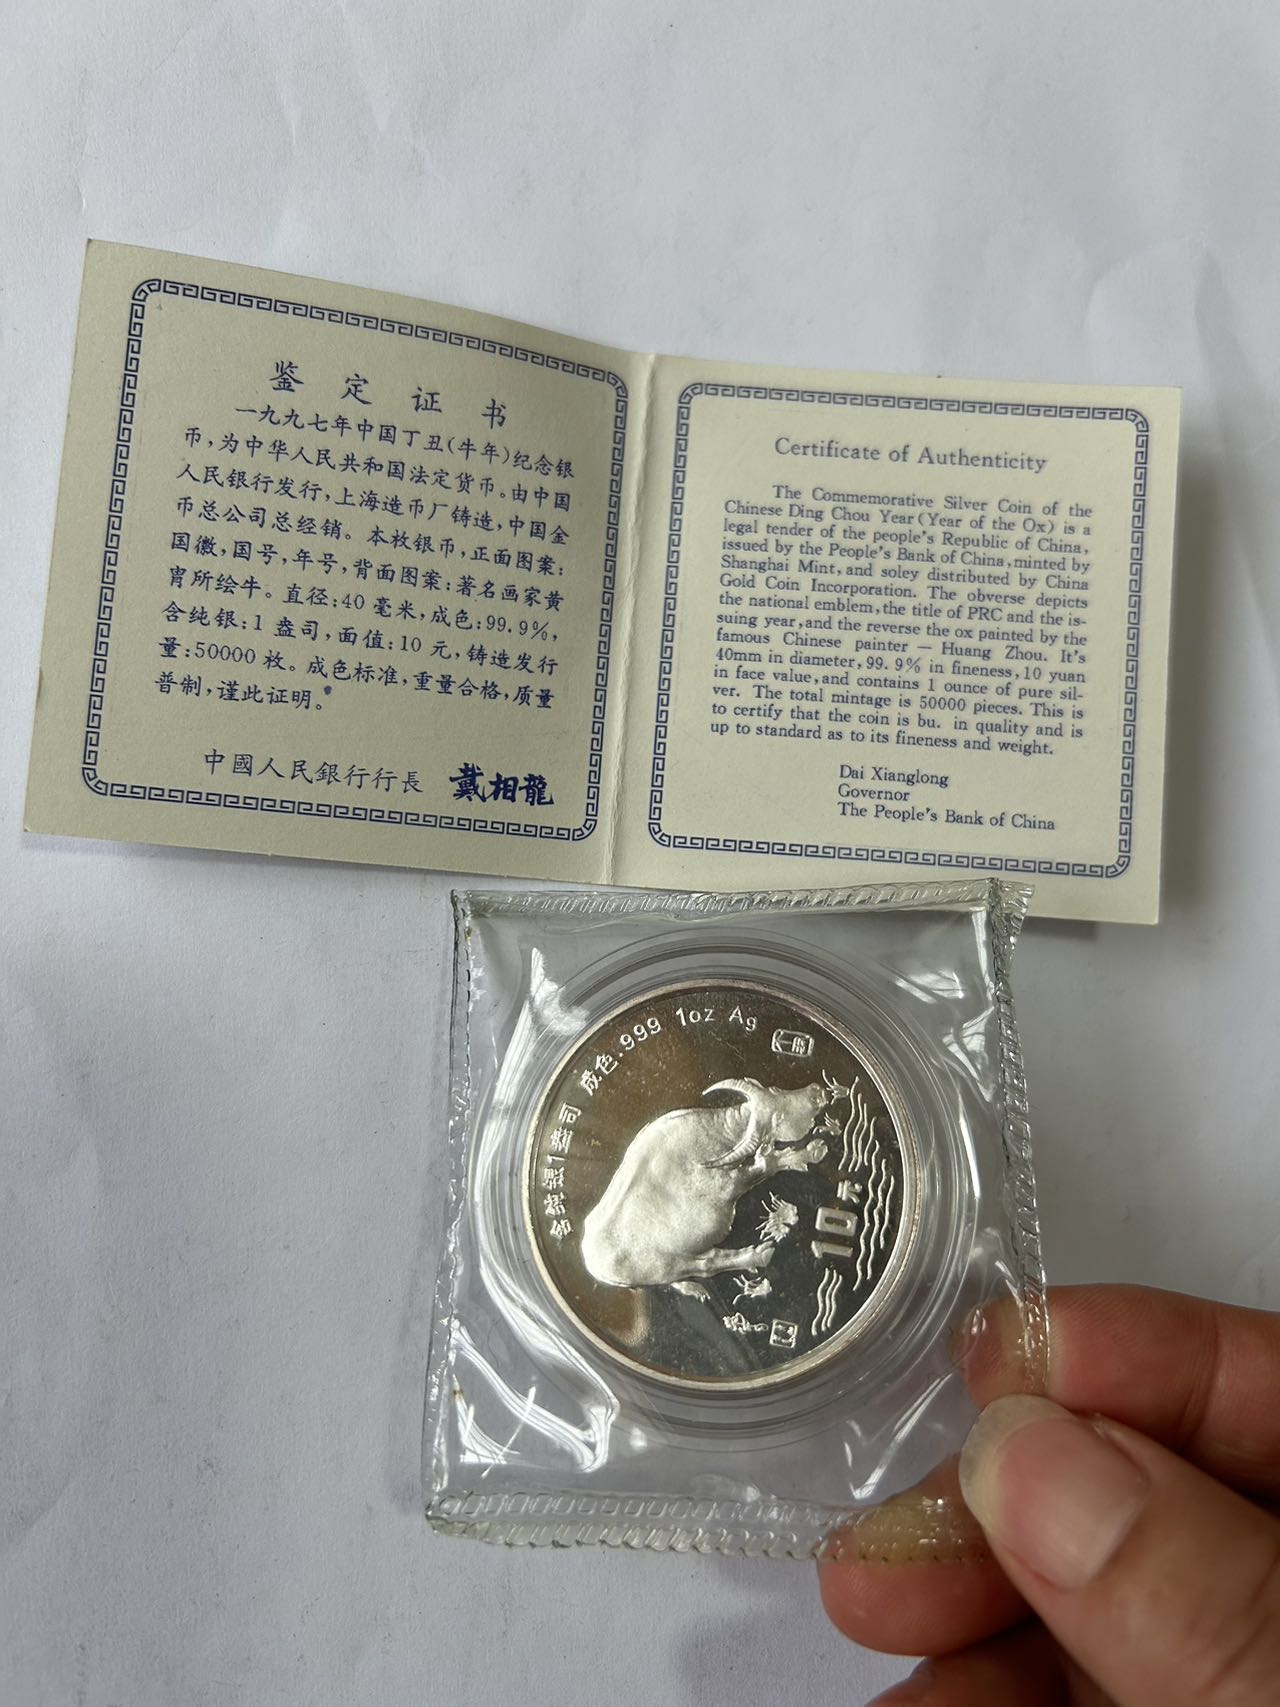 鉴定证书
一九九七年中国丁丑(牛年)纪念银
币,为中华人民共和国法定货币。由中国
人民银行发行,上海造币厂铸造,中国金
币总公司总经销。本枚银币,正面图案:
国徽,国号,年号,背面图案:著名画家黄
胄所绘牛。直径:40毫米,成色:99.9%,
含纯银:1盎司,面值:10元,铸造发行
量:50000枚。成色标准,重量合格,质量
普制,谨此证明。
中國人民銀行行長 戴相龍
Certificate of Authenticity
The Commemorative Silver Coin of the
Chinese Ding Chou Year(Year of the Ox) is a
legal tender of the people's Republic of China,
issued by the People's Bank of China,minted by
Shanghai Mint,and soley distributed by China
Gold Coin Incorporation. The obverse depicts
the national emblem,the title of PRC and the is-
suing year,and the reverse the ox painted by the
famous Chinese painter — Huang Zhou. It's
40mm in diameter,99.9% in fineness,10 yuan
in face value,and contains 1 ounce of pure sil-
ver. The total mintage is 50000 pieces. This is
to certify that the coin is bu. in quality and is
up to standard as to its fineness and weight.
Dai Xianglong
Governor
The People's Bank of China
含純银1盎司 成色.999 1oz Ag
10元